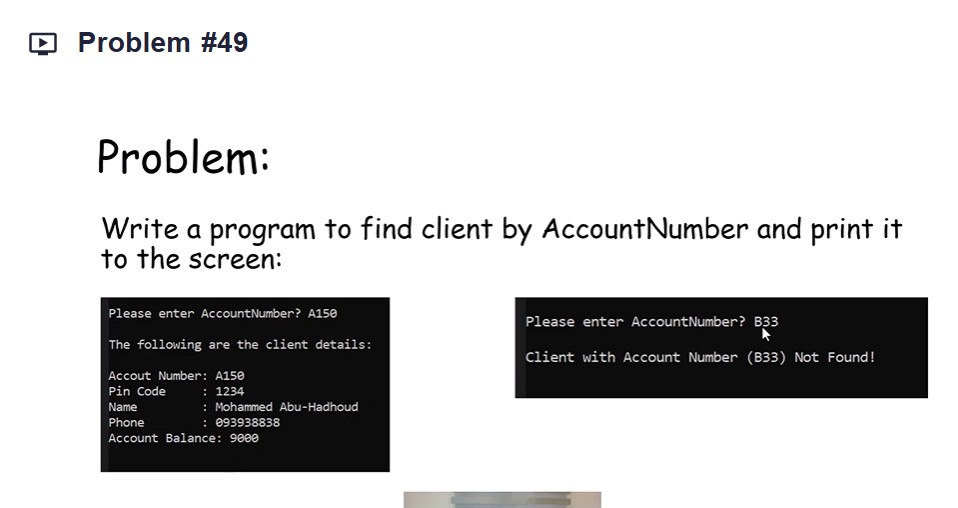 Problem #49
Problem:
Write a program to find client by AccountNumber and print it
to the screen:
Please enter AccountNumber? A150
The following are the client details:
Accout Number: A150
Pin Code     : 1234
Name         : Mohammed Abu-Hadhoud
Phone        : 093938838
Account Balance: 9000
Please enter AccountNumber? B33
Client with Account Number (B33) Not Found!